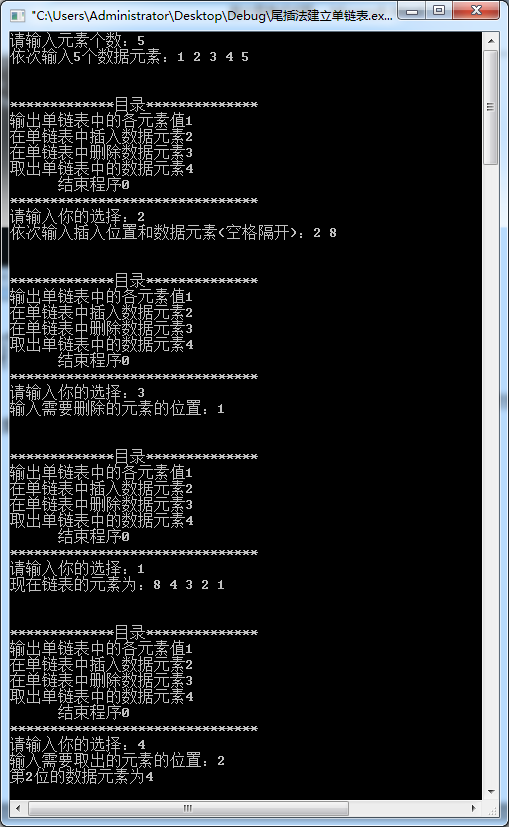 "C:\Users\Administrator\Desktop\Debug\尾插法建立单链表.ex...
请输入元素个数：5
依次输入5个数据元素：1 2 3 4 5
*************目录**************
输出单链表中的各元素值1
在单链表中插入数据元素2
在单链表中删除数据元素3
取出单链表中的数据元素4
结束程序0
*******************************
请输入你的选择：2
依次输入插入位置和数据元素(空格隔开)：2 8
*************目录**************
输出单链表中的各元素值1
在单链表中插入数据元素2
在单链表中删除数据元素3
取出单链表中的数据元素4
结束程序0
*******************************
请输入你的选择：3
输入需要删除的元素的位置：1
*************目录**************
输出单链表中的各元素值1
在单链表中插入数据元素2
在单链表中删除数据元素3
取出单链表中的数据元素4
结束程序0
*******************************
请输入你的选择：1
现在链表的元素为：8 4 3 2 1
*************目录**************
输出单链表中的各元素值1
在单链表中插入数据元素2
在单链表中删除数据元素3
取出单链表中的数据元素4
结束程序0
*******************************
请输入你的选择：4
输入需要取出的元素的位置：2
第2位的数据元素为4